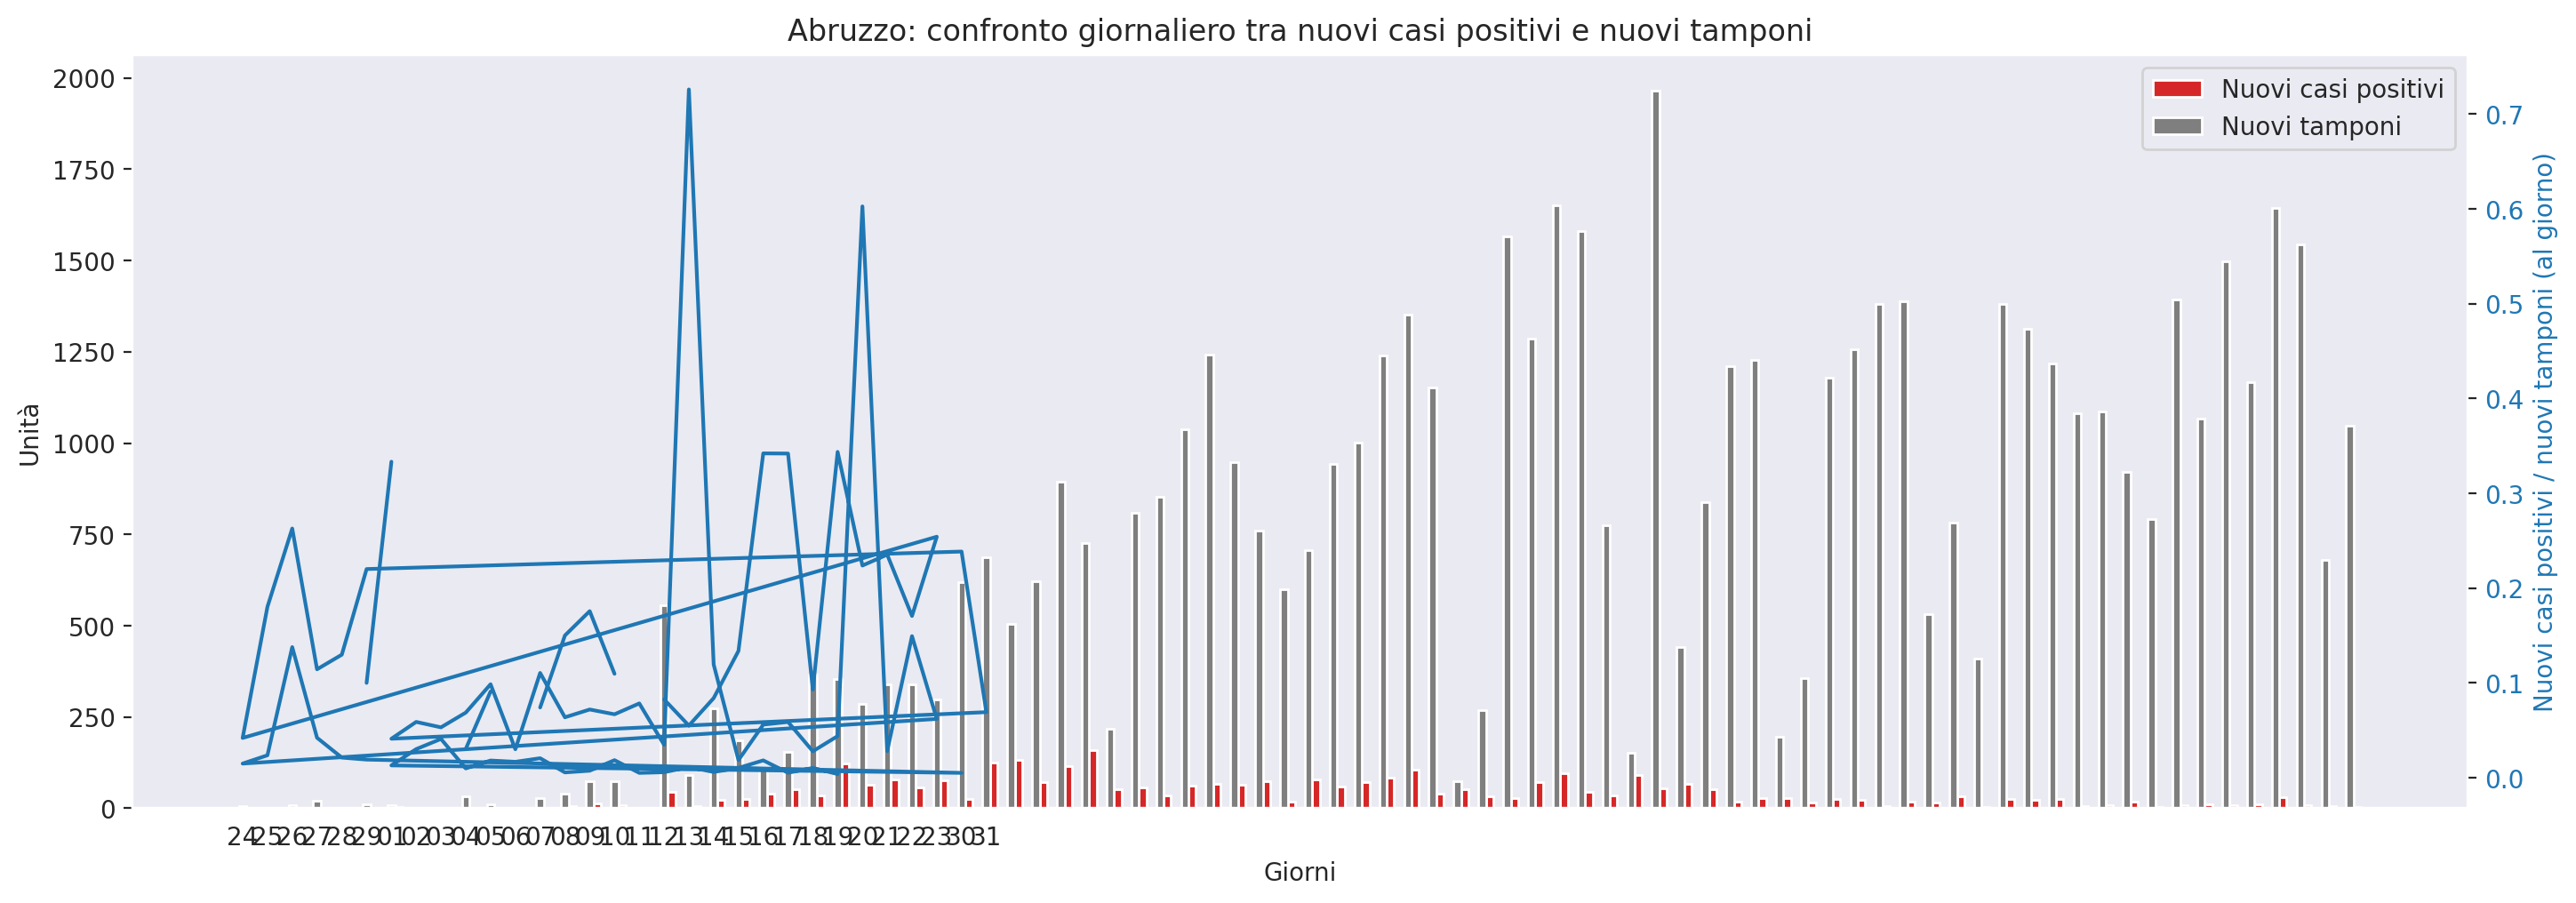 Abruzzo: confronto giornaliero tra nuovi casi positivi e nuovi tamponi
Nuovi casi positivi
Nuovi tamponi
2000
1750
1500
1250
1000
750
500
250
0
Unità
0.7
0.6
0.5
0.4
0.3
0.2
0.1
0.0
Nuovi casi positivi / nuovi tamponi (al giorno)
24 25 26 27 28 29 01 02 03 04 05 06 07 08 09 10 11 12 13 14 15 16 17 18 19 20 21 22 23 30 31
Giorni